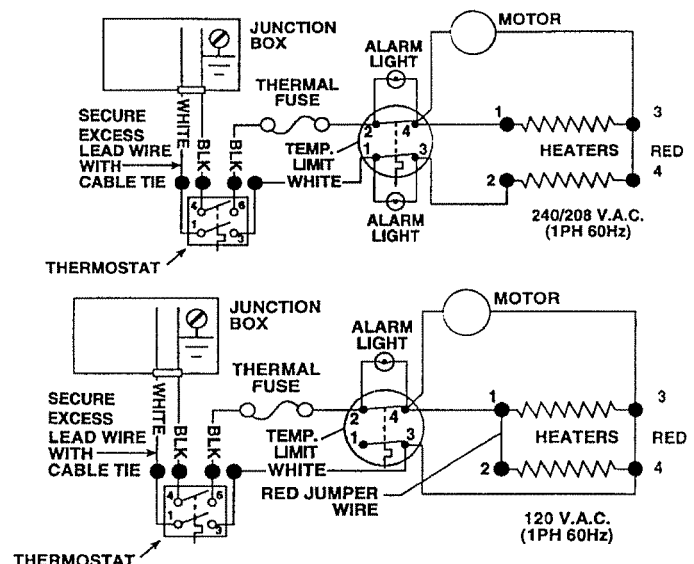 JUNCTION
BOX
MOTOR
ALARM
LIGHT
THERMAL
FUSE
SECURE
EXCESS
LEAD WIRE
WITH
CABLE TIE
WHITE
BLK
BLK
2
4
1
3
TEMP.
LIMIT
WHITE
1
3
HEATERS
RED
2
4
ALARM
LIGHT
240/208 V.A.C.
(1PH 60Hz)
4
6
1
3
THERMOSTAT
JUNCTION
BOX
MOTOR
ALARM
LIGHT
THERMAL
FUSE
SECURE
EXCESS
LEAD WIRE
WITH
CABLE TIE
WHITE
BLK
BLK
2
4
1
3
TEMP.
LIMIT
WHITE
1
3
HEATERS
RED
2
4
RED JUMPER
WIRE
120 V.A.C.
(1PH 60Hz)
4
6
1
3
THERMOSTAT